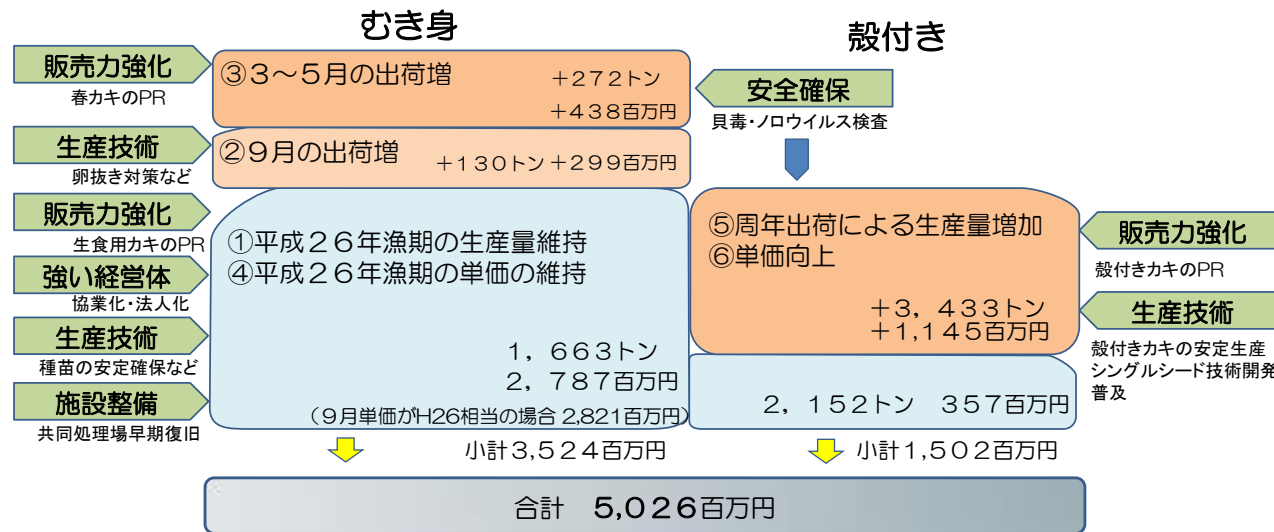 むき身
殻付き
販売力強化
春カキのPR
③３～５月の出荷増
＋２７２トン
＋４３８百万円
安全確保
貝毒・ノロウイルス検査
生産技術
卵抜き対策など
②９月の出荷増
＋１３０トン＋２９９百万円
販売力強化
生食用カキのPR
強い経営体
協業化・法人化
生産技術
種苗の安定確保など
施設整備
共同処理場早期復旧
①平成２６年漁期の生産量維持
④平成２６年漁期の単価の維持
１，６６３トン
２，７８７百万円
（９月単価がH26相当の場合 2,821百万円）
⑤周年出荷による生産量増加
⑥単価向上
＋３，４３３トン
＋１,１４５百万円
２，１５２トン　３５７百万円
販売力強化
殻付きカキのPR
生産技術
殻付きカキの安定生産
シングルシード技術開発
普及
小計３,５２４百万円
小計１,５０２百万円
合計　５,０２６百万円